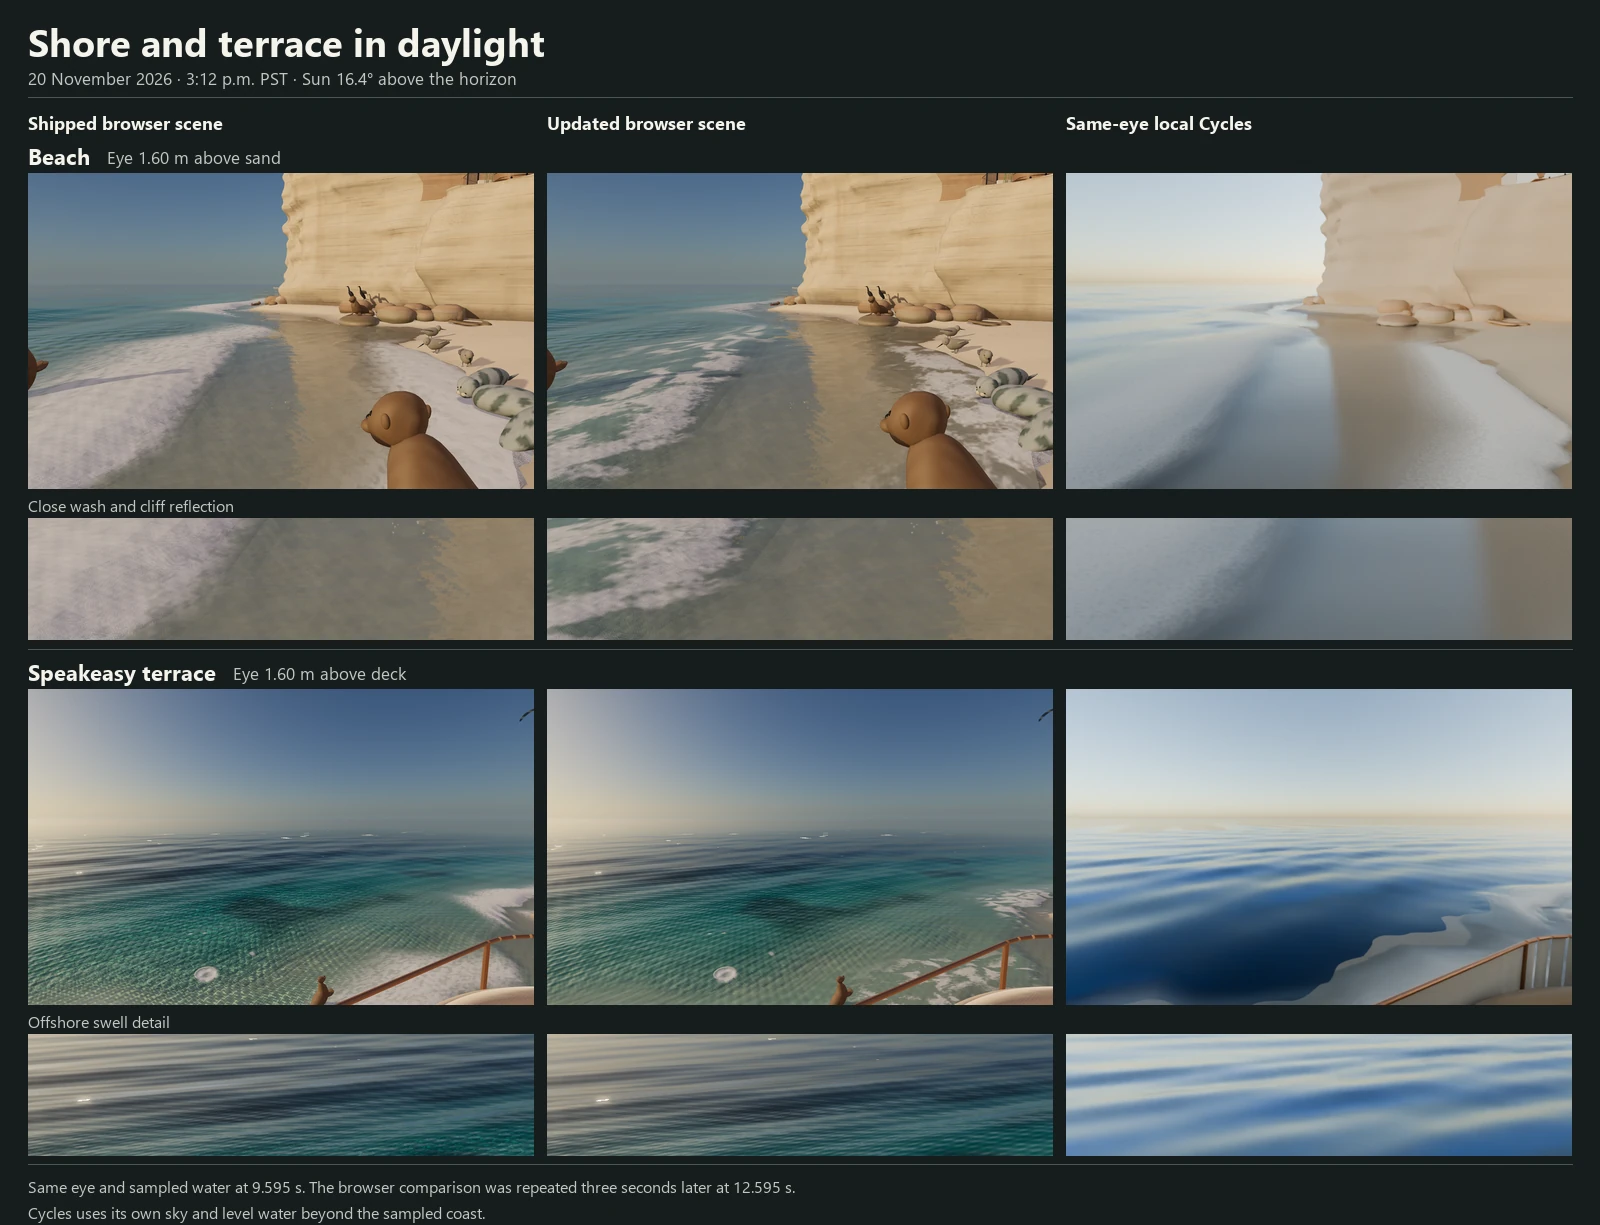 Shore and terrace in daylight
20 November 2026 · 3:12 p.m. PST · Sun 16.4° above the horizon
Shipped browser scene
Updated browser scene
Same-eye local Cycles
Beach Eye 1.60 m above sand
Close wash and cliff reflection
Speakeasy terrace Eye 1.60 m above deck
Offshore swell detail
Same eye and sampled water at 9.595 s. The browser comparison was repeated three seconds later at 12.595 s.
Cycles uses its own sky and level water beyond the sampled coast.